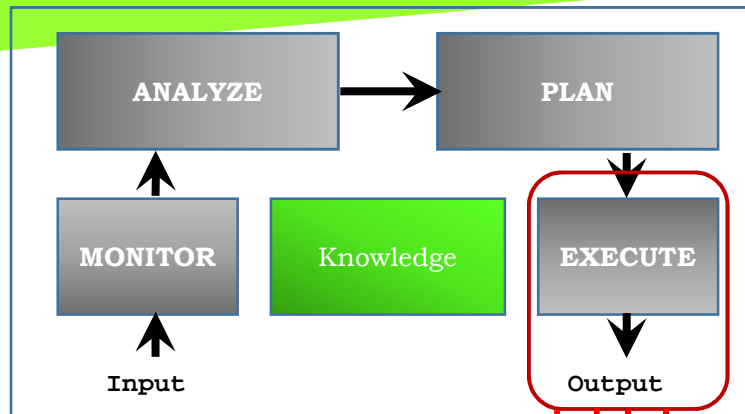 ANALYZE
PLAN
MONITOR
Knowledge
EXECUTE
Input
Output